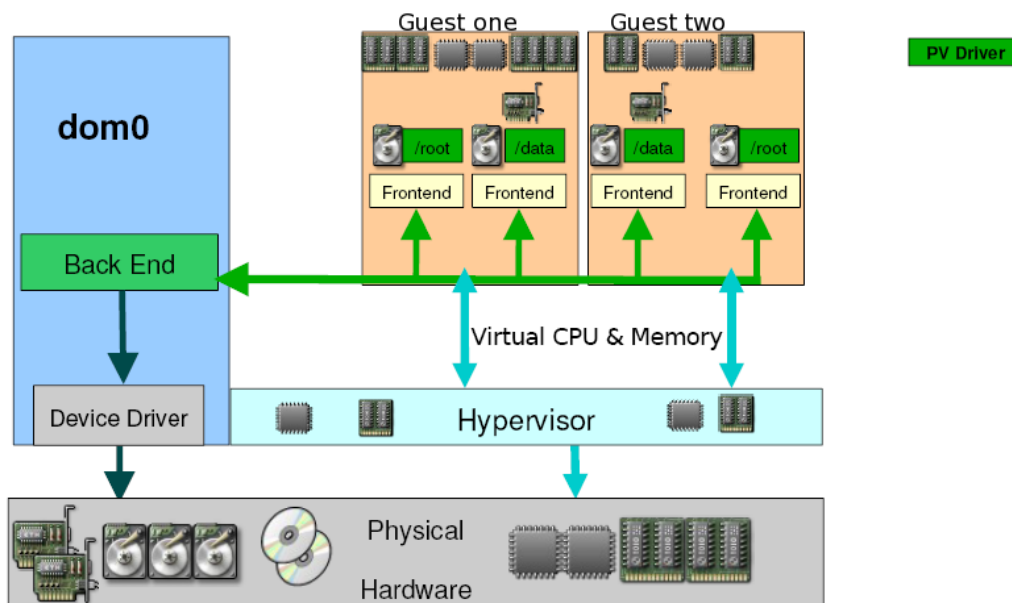 Guest one
Guest two
PV Driver
dom0
/root
/data
/data
/root
Frontend
Frontend
Frontend
Frontend
Back End
Virtual CPU & Memory
Device Driver
Hypervisor
Physical
Hardware